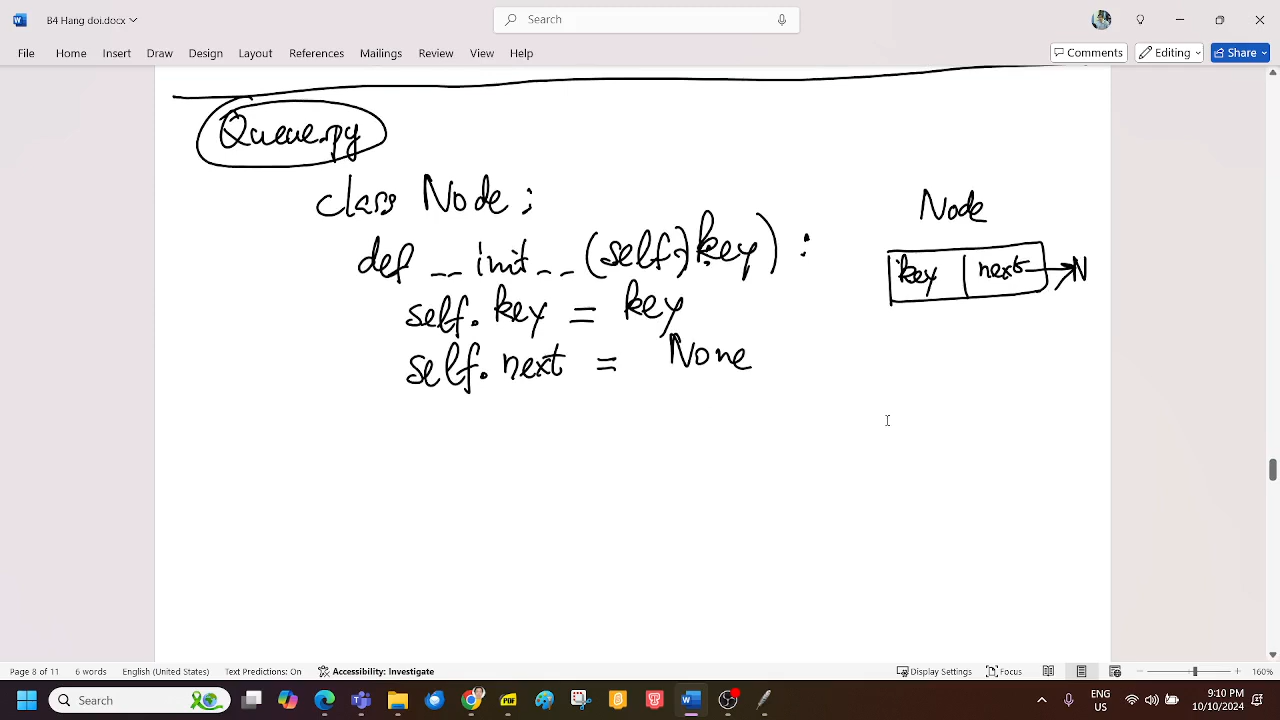 B4 Hang doi.docx
Search
File Home Insert Draw Design Layout References Mailings Review View Help
Comments Editing Share
Queue.py
class Node:
def __init__(self, key):
self.key = key
self.next = None
Node
key next N
Page 8 of 11 6 words English (United States) Text Predictions: On Accessibility: Investigate Display Settings Focus 160%
Search PDF ENG US 9:10 PM 10/10/2024